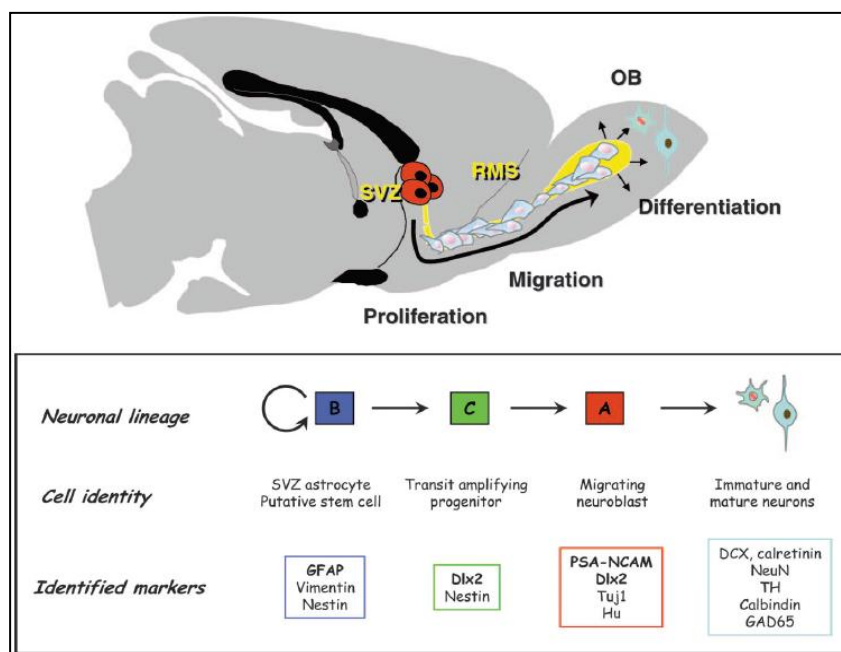 OB
SVZ
RMS
Differentiation
Migration
Proliferation
Neuronal lineage
B
C
A
Cell identity
SVZ astrocyte
Putative stem cell
Transit amplifying
progenitor
Migrating
neuroblast
Immature and
mature neurons
Identified markers
GFAP
Vimentin
Nestin
Dlx2
Nestin
PSA-NCAM
Dlx2
Tuj1
Hu
DCX, calretinin
NeuN
TH
Calbindin
GAD65